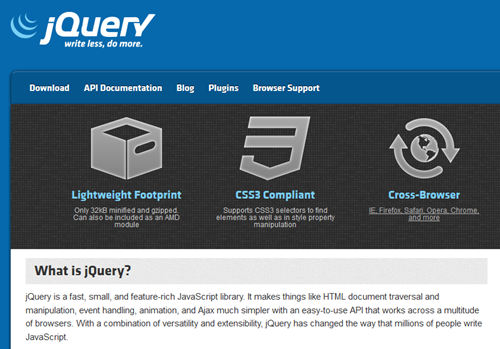 jQuery
write less, do more.
Download API Documentation Blog Plugins Browser Support
Lightweight Footprint
Only 32kB minified and gzipped.
Can also be included as an AMD
module
CSS3 Compliant
Supports CSS3 selectors to find
elements as well as in style property
manipulation
Cross-Browser
IE, Firefox, Safari, Opera, Chrome,
and more
What is jQuery?
jQuery is a fast, small, and feature-rich JavaScript library. It makes things like HTML document traversal and
manipulation, event handling, animation, and Ajax much simpler with an easy-to-use API that works across a multitude
of browsers. With a combination of versatility and extensibility, jQuery has changed the way that millions of people write
JavaScript.